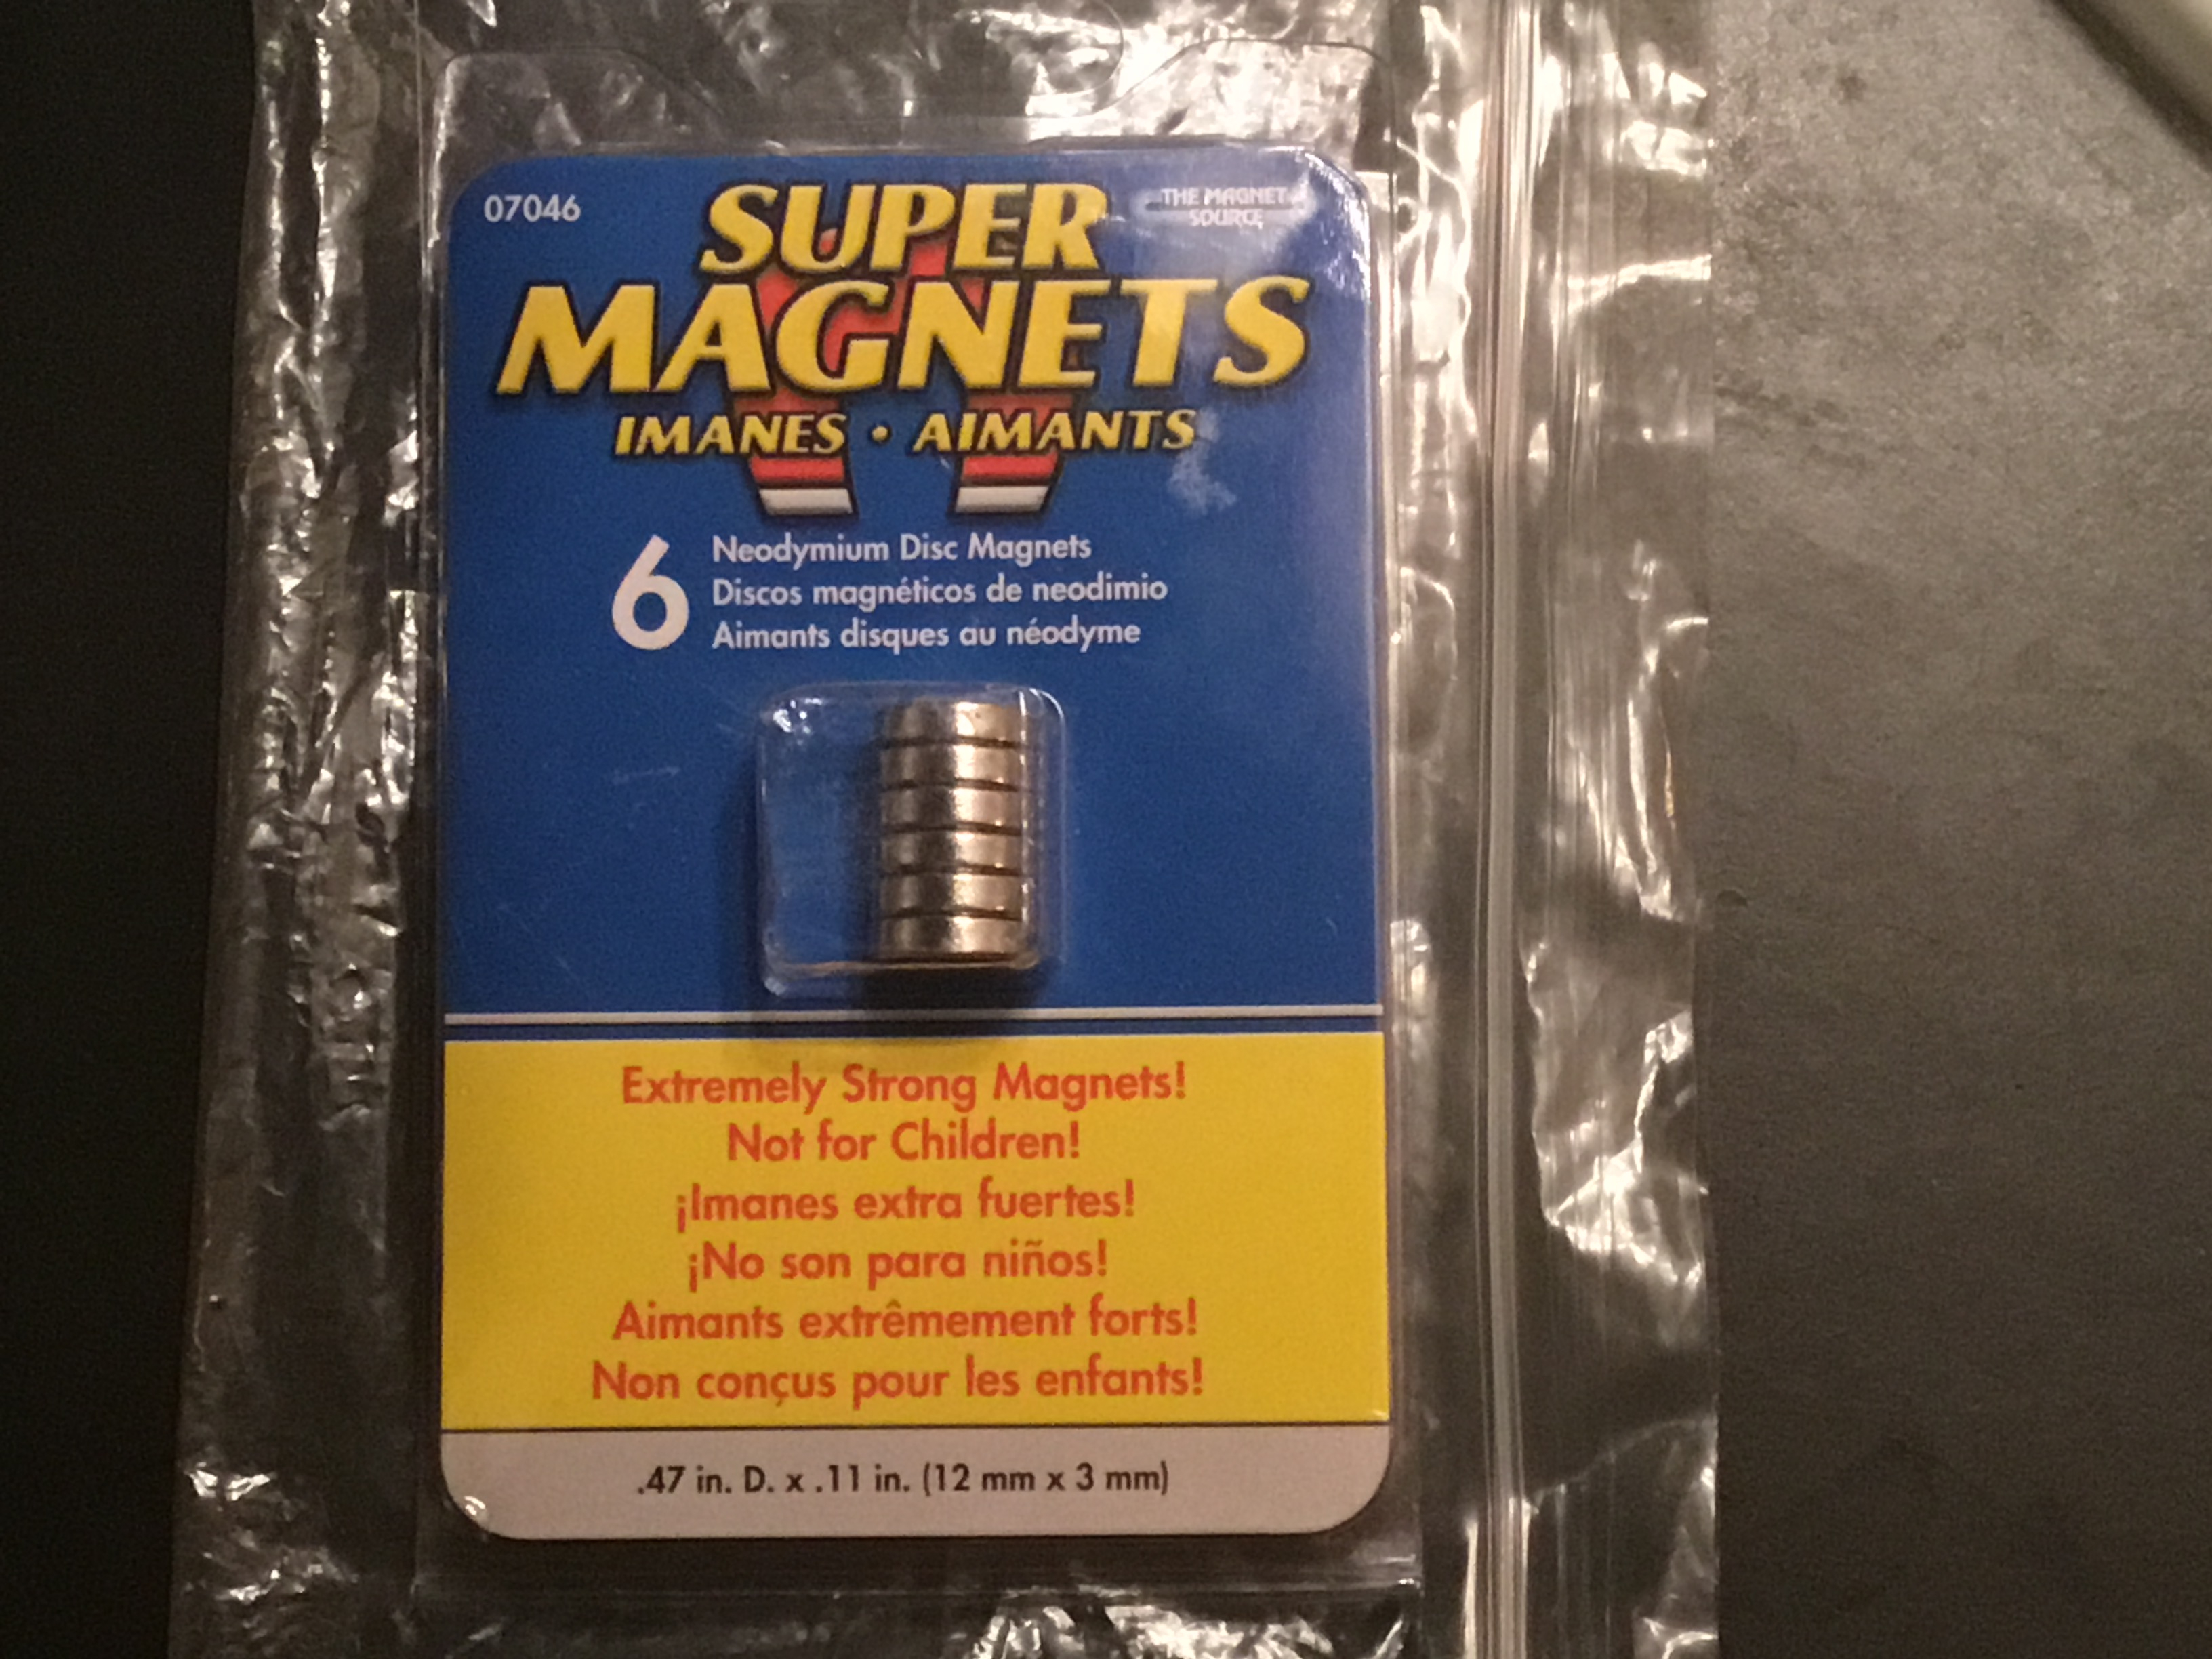 07046
THE MAGNET
SOURCE
SUPER
MAGNETS
IMANES • AIMANTS
6
Neodymium Disc Magnets
Discos magnéticos de neodimio
Aimants disques au néodyme
Extremely Strong Magnets!
Not for Children!
¡Imanes extra fuertes!
¡No son para niños!
Aimants extrêmement forts!
Non conçus pour les enfants!
.47 in. D. x .11 in. (12 mm x 3 mm)